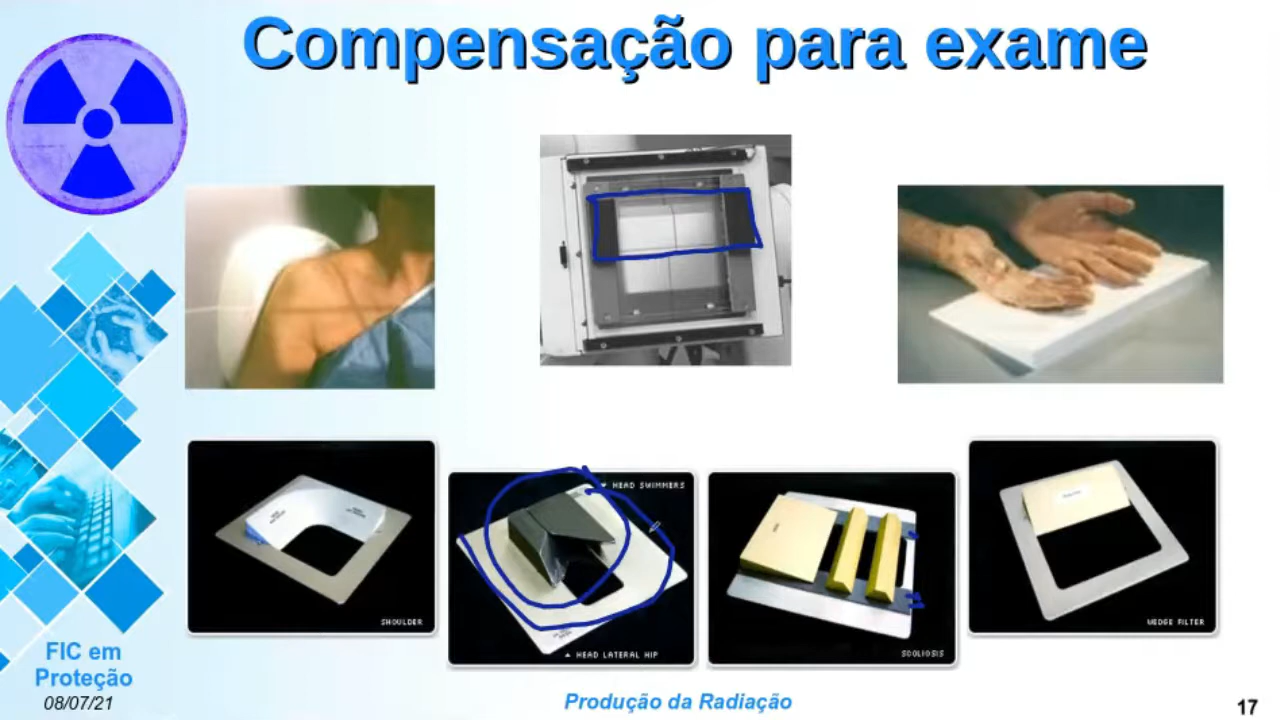 Compensação para exame
SHOULDER
HEAD SWIMMERS
HEAD LATERAL HIP
SCOLIOSIS
WEDGE FILTER
FIC em
Proteção
08/07/21
Produção da Radiação
17